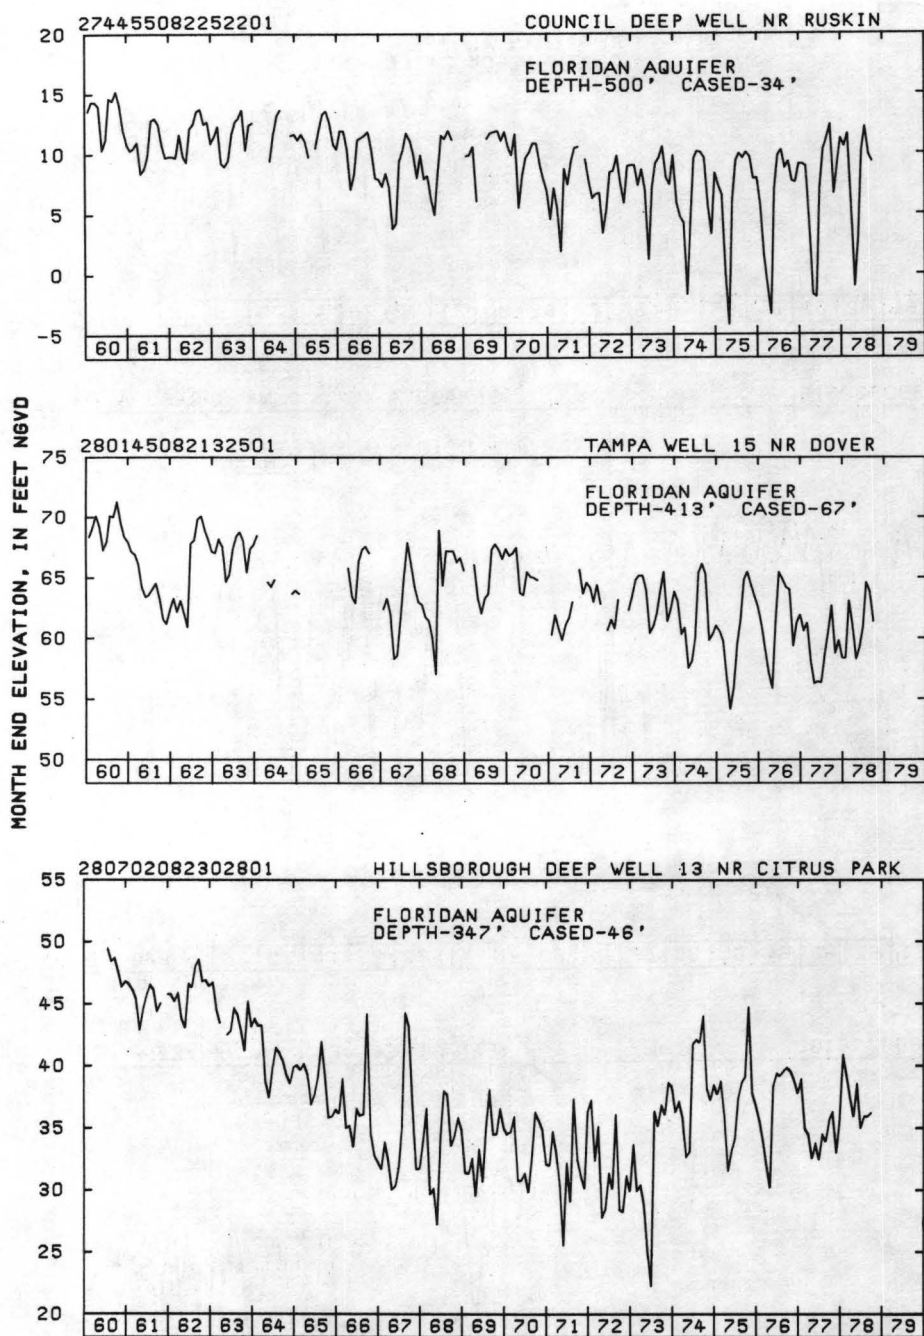 274455082252201 COUNCIL DEEP WELL NR RUSKIN
20
FLORIDAN AQUIFER
DEPTH-500' CASED-34'
15
10
5
0
-5
60 61 62 63 64 65 66 67 68 69 70 71 72 73 74 75 76 77 78 79
MONTH END ELEVATION, IN FEET NGVD
280145082132501 TAMPA WELL 15 NR DOVER
75
FLORIDAN AQUIFER
DEPTH-413' CASED-67'
70
65
60
55
50
60 61 62 63 64 65 66 67 68 69 70 71 72 73 74 75 76 77 78 79
280702082302801 HILLSBOROUGH DEEP WELL 13 NR CITRUS PARK
55
FLORIDAN AQUIFER
DEPTH-347' CASED-46'
50
45
40
35
30
25
20
60 61 62 63 64 65 66 67 68 69 70 71 72 73 74 75 76 77 78 79